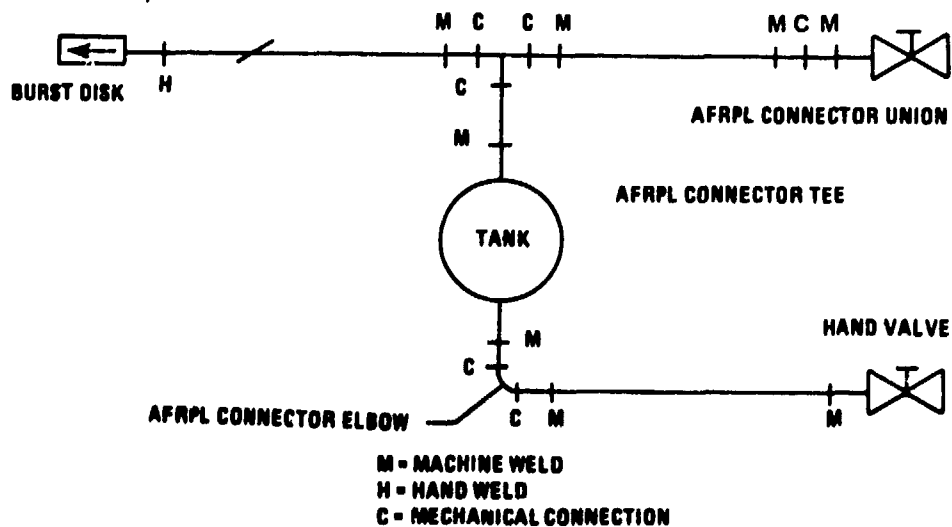 M C C M M C M
BURST DISK
H
C
AFRPL CONNECTOR UNION
M
AFRPL CONNECTOR TEE
TANK
HAND VALVE
M
C
AFRPL CONNECTOR ELBOW
C M M
M = MACHINE WELD
H = HAND WELD
C = MECHANICAL CONNECTION